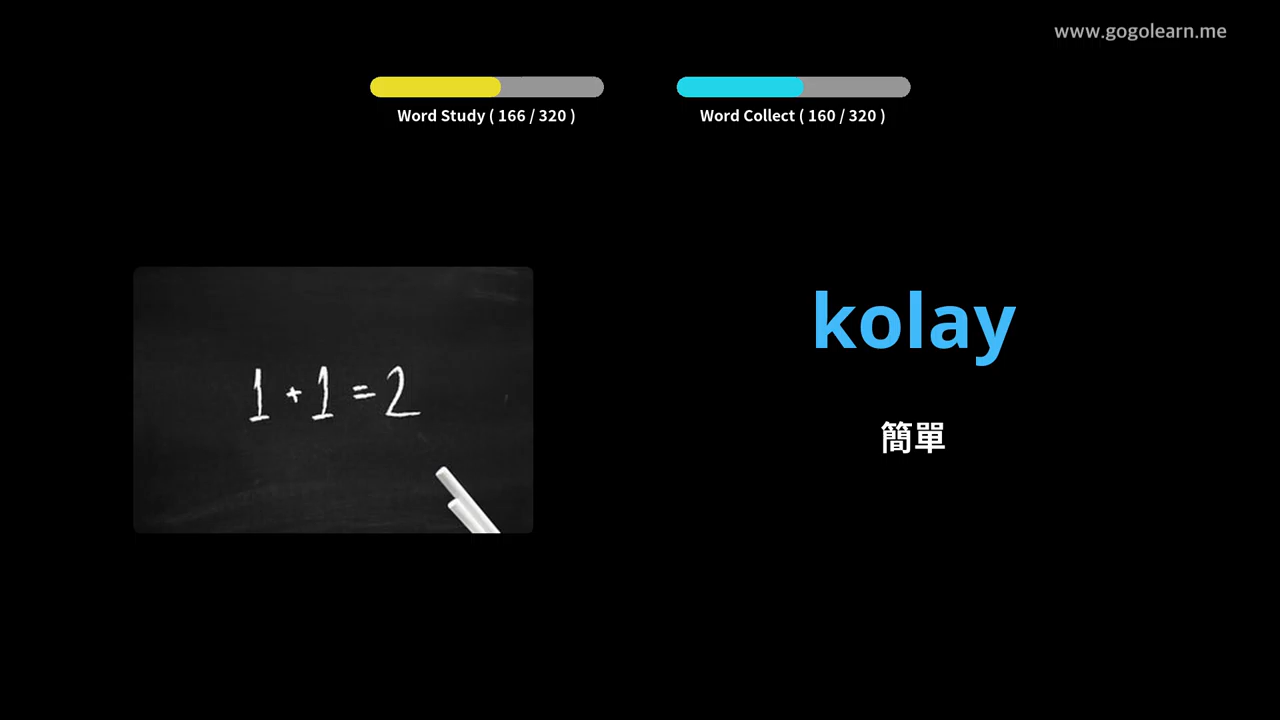 www.gogolearn.me
Word Study ( 166 / 320 )
Word Collect ( 160 / 320 )
1 + 1 = 2
kolay
簡單